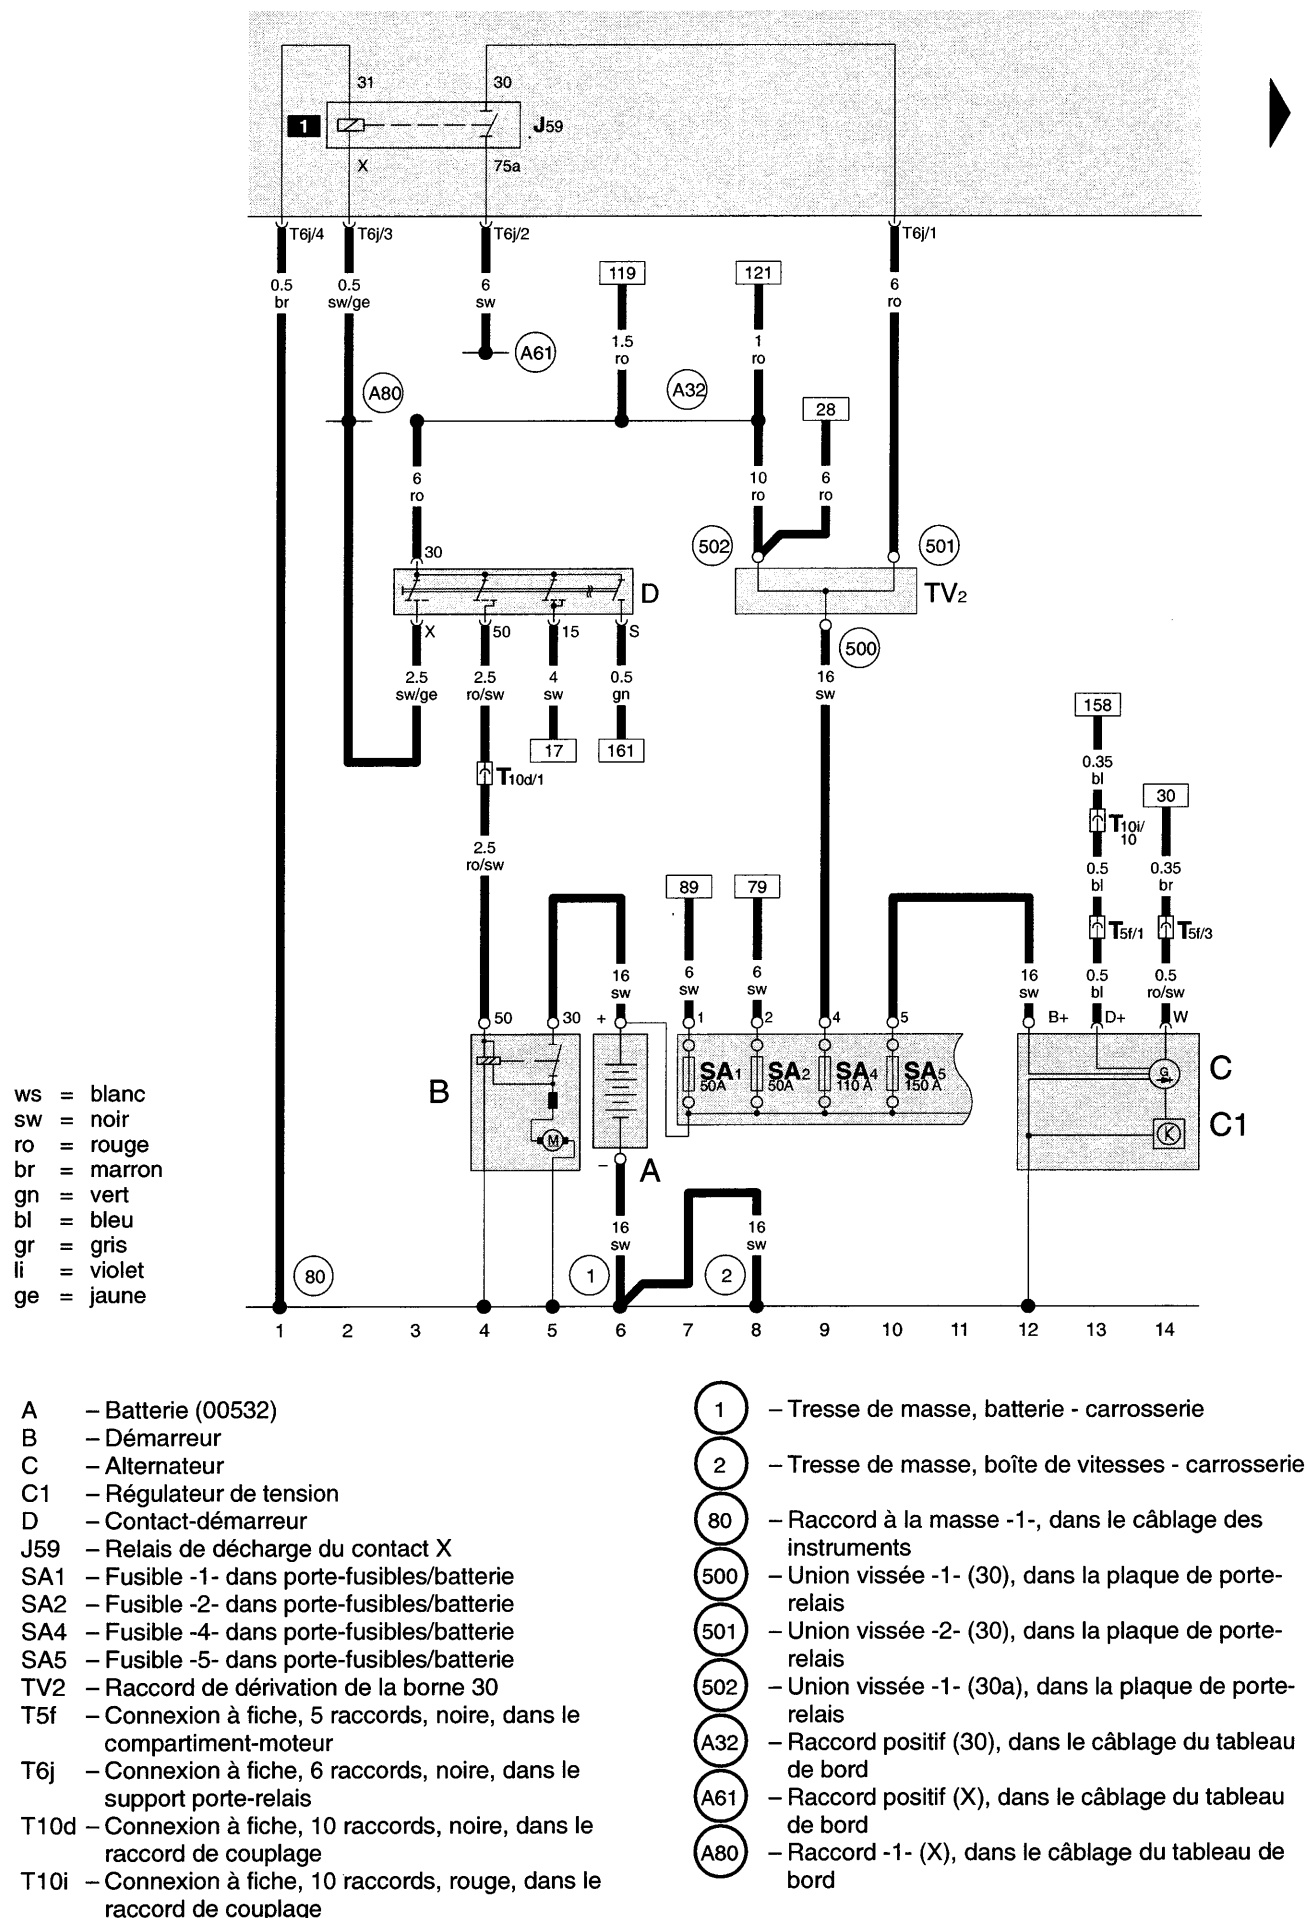 31 30
1 J59
X 75a
T6j/4 T6j/3 T6j/2 T6j/1
119 121
0.5 0.5 6 6
br sw/ge sw ro
1.5 1
ro ro
A61
A80 A32
28
6 10 6
ro ro ro
502 501
30
D TV2
X 50 15 S
500
2.5 2.5 4 0.5 16
sw/ge ro/sw sw gn sw
158
17 161
0.35
bl
T10d/1
30
T10i/
10
2.5
ro/sw
0.5 0.35
bl br
89 79
T5f/1 T5f/3
16 6 6 16 0.5 0.5
sw sw sw sw bl ro/sw
50 30 + 1 2 4 5 B+ D+ W
SA1 SA2 SA4 SA5
50A 50A 110 A 150 A
G
C
B
M
K
C1
– A
ws = blanc
sw = noir
ro = rouge
br = marron
gn = vert
bl = bleu
gr = gris
li = violet
ge = jaune
16 16
sw sw
80 1 2
1 2 3 4 5 6 7 8 9 10 11 12 13 14
A – Batterie (00532)
B – Démarreur
C – Alternateur
C1 – Régulateur de tension
D – Contact-démarreur
J59 – Relais de décharge du contact X
SA1 – Fusible -1- dans porte-fusibles/batterie
SA2 – Fusible -2- dans porte-fusibles/batterie
SA4 – Fusible -4- dans porte-fusibles/batterie
SA5 – Fusible -5- dans porte-fusibles/batterie
TV2 – Raccord de dérivation de la borne 30
T5f – Connexion à fiche, 5 raccords, noire, dans le
compartiment-moteur
T6j – Connexion à fiche, 6 raccords, noire, dans le
support porte-relais
T10d – Connexion à fiche, 10 raccords, noire, dans le
raccord de couplage
T10i – Connexion à fiche, 10 raccords, rouge, dans le
raccord de couplage
1 – Tresse de masse, batterie - carrosserie
2 – Tresse de masse, boîte de vitesses - carrosserie
80 – Raccord à la masse -1-, dans le câblage des
instruments
500 – Union vissée -1- (30), dans la plaque de porte-
relais
501 – Union vissée -2- (30), dans la plaque de porte-
relais
502 – Union vissée -1- (30a), dans la plaque de porte-
relais
A32 – Raccord positif (30), dans le câblage du tableau
de bord
A61 – Raccord positif (X), dans le câblage du tableau
de bord
A80 – Raccord -1- (X), dans le câblage du tableau de
bord